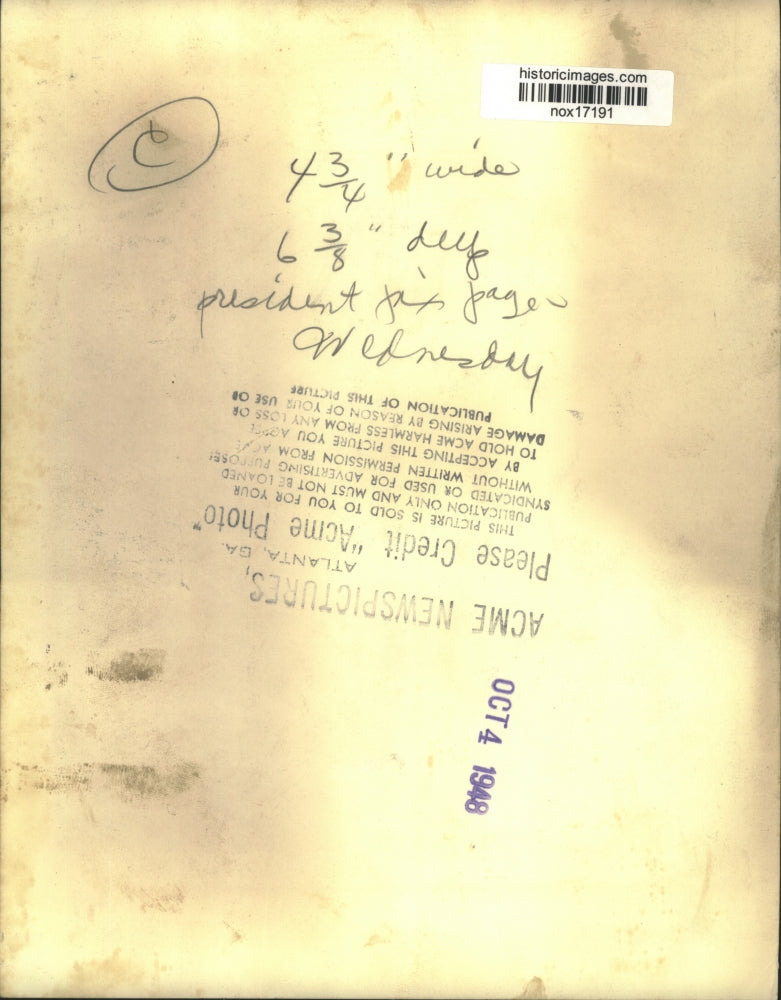 historicimages.com
nox17191
C
4 3/4 " wide
6 3/8 " deep
president pix page
Wednesday
ACME NEWSPICTURES,
ATLANTA, GA.
Please Credit "Acme Photo"
THIS PICTURE IS SOLD TO YOU FOR YOUR
PUBLICATION ONLY AND MUST NOT BE LOANED
SYNDICATED OR USED FOR ADVERTISING PURPOSES
WITHOUT WRITTEN PERMISSION FROM ACME
BY ACCEPTING THIS PICTURE YOU AGREE
TO HOLD ACME HARMLESS FROM ANY LOSS OR
DAMAGE ARISING BY REASON OF YOUR USE OR
PUBLICATION OF THIS PICTURE
OCT 4 1948